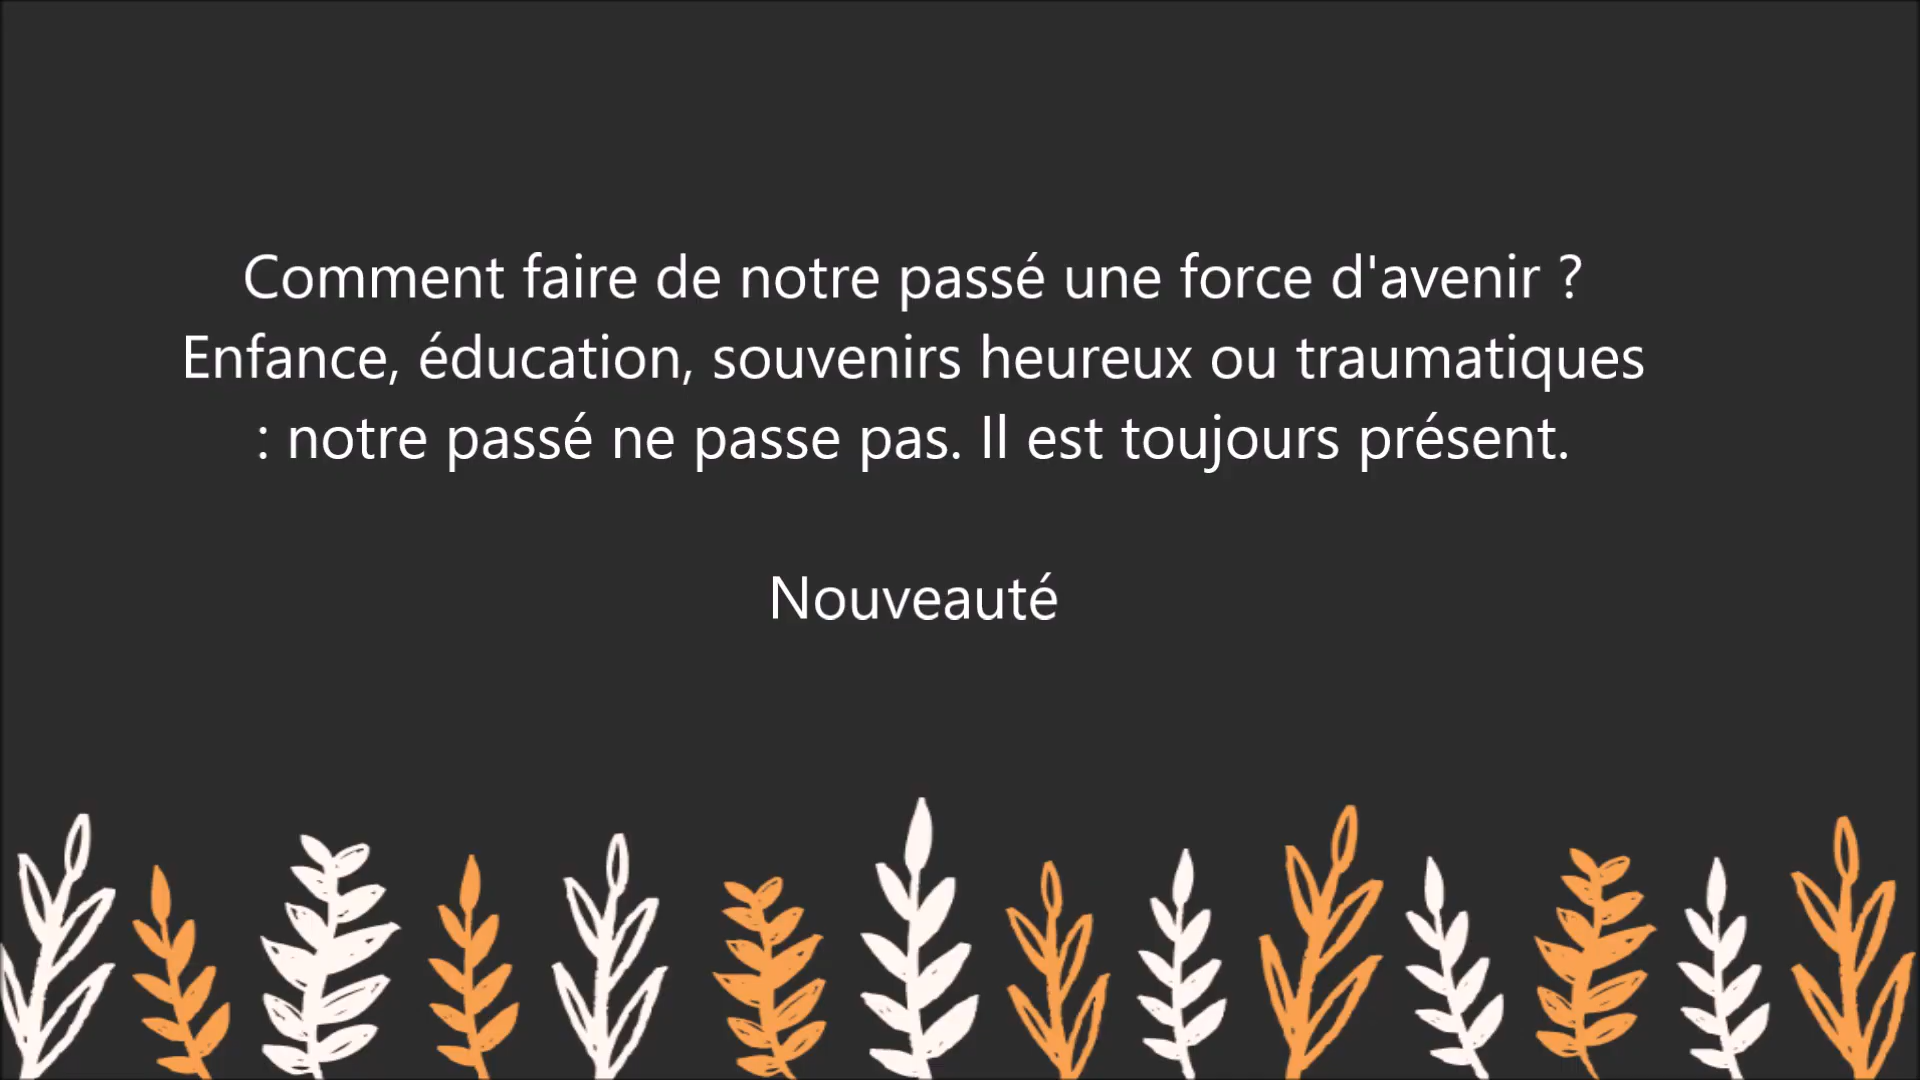 Comment faire de notre passé une force d'avenir ?
Enfance, éducation, souvenirs heureux ou traumatiques
: notre passé ne passe pas. Il est toujours présent.
Nouveauté